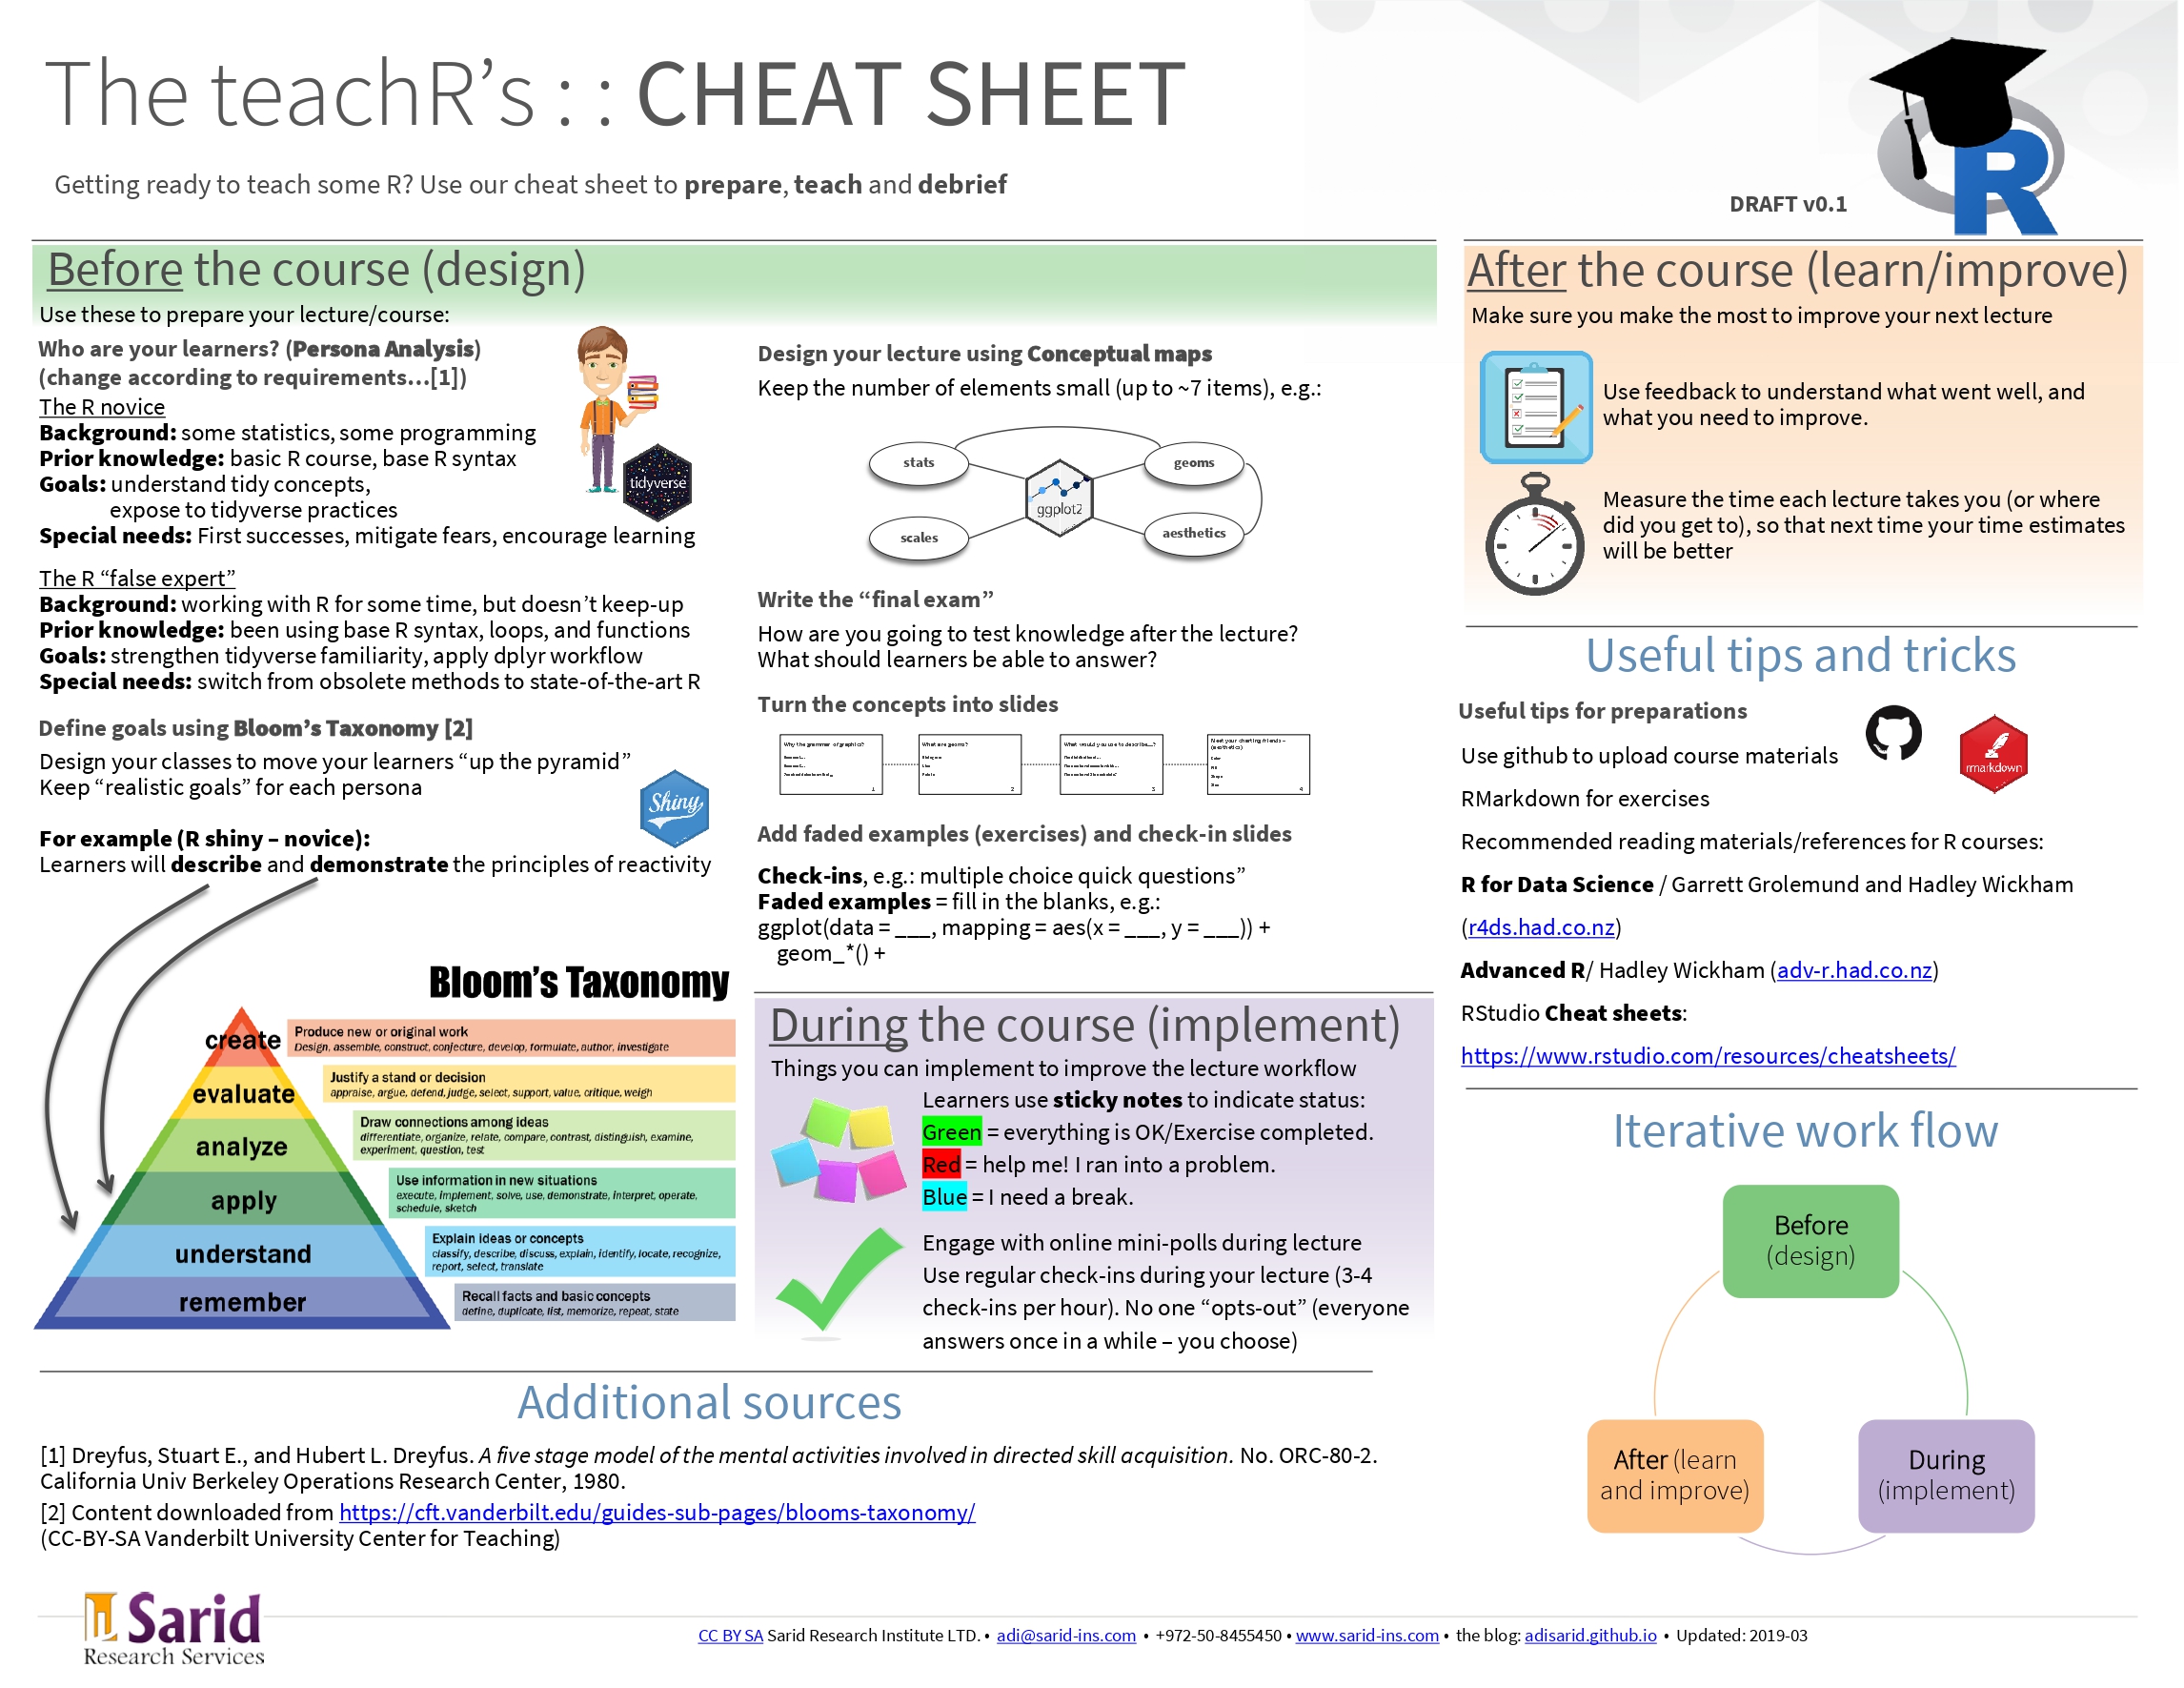 The teachR’s : : CHEAT SHEET
Getting ready to teach some R? Use our cheat sheet to prepare, teach and debrief
DRAFT v0.1
Before the course (design)
Use these to prepare your lecture/course:
Who are your learners? (Persona Analysis)
(change according to requirements…[1])
The R novice
Background: some statistics, some programming
Prior knowledge: basic R course, base R syntax
Goals: understand tidy concepts,
expose to tidyverse practices
Special needs: First successes, mitigate fears, encourage learning
tidyverse
The R “false expert”
Background: working with R for some time, but doesn’t keep-up
Prior knowledge: been using base R syntax, loops, and functions
Goals: strengthen tidyverse familiarity, apply dplyr workflow
Special needs: switch from obsolete methods to state-of-the-art R
Define goals using Bloom’s Taxonomy [2]
Design your classes to move your learners “up the pyramid”
Keep “realistic goals” for each persona
Shiny
For example (R shiny – novice):
Learners will describe and demonstrate the principles of reactivity
Bloom’s Taxonomy
create
Produce new or original work
Design, assemble, construct, conjecture, develop, formulate, author, investigate
evaluate
Justify a stand or decision
appraise, argue, defend, judge, select, support, value, critique, weigh
analyze
Draw connections among ideas
differentiate, organize, relate, compare, contrast, distinguish, examine,
experiment, question, test
apply
Use information in new situations
execute, implement, solve, use, demonstrate, interpret, operate,
schedule, sketch
understand
Explain ideas or concepts
classify, describe, discuss, explain, identify, locate, recognize,
report, select, translate
remember
Recall facts and basic concepts
define, duplicate, list, memorize, repeat, state
Design your lecture using Conceptual maps
Keep the number of elements small (up to ~7 items), e.g.:
stats
geoms
ggplot2
scales
aesthetics
Write the “final exam”
How are you going to test knowledge after the lecture?
What should learners be able to answer?
Turn the concepts into slides
Why the grammar of graphics?
1
What are geoms?
2
What would you use to describe…?
3
Meet your charting friends –
(aesthetics)
Color
Fill
Shape
Size
4
Add faded examples (exercises) and check-in slides
Check-ins, e.g.: multiple choice quick questions”
Faded examples = fill in the blanks, e.g.:
ggplot(data = ___, mapping = aes(x = ___, y = ___)) +
geom_*() +
During the course (implement)
Things you can implement to improve the lecture workflow
Learners use sticky notes to indicate status:
Green = everything is OK/Exercise completed.
Red = help me! I ran into a problem.
Blue = I need a break.
Engage with online mini-polls during lecture
Use regular check-ins during your lecture (3-4
check-ins per hour). No one “opts-out” (everyone
answers once in a while – you choose)
After the course (learn/improve)
Make sure you make the most to improve your next lecture
Use feedback to understand what went well, and
what you need to improve.
Measure the time each lecture takes you (or where
did you get to), so that next time your time estimates
will be better
Useful tips and tricks
Useful tips for preparations
Use github to upload course materials
rmarkdown
RMarkdown for exercises
Recommended reading materials/references for R courses:
R for Data Science / Garrett Grolemund and Hadley Wickham
(r4ds.had.co.nz)
Advanced R/ Hadley Wickham (adv-r.had.co.nz)
RStudio Cheat sheets:
https://www.rstudio.com/resources/cheatsheets/
Iterative work flow
Before
(design)
After (learn
and improve)
During
(implement)
Additional sources
[1] Dreyfus, Stuart E., and Hubert L. Dreyfus. A five stage model of the mental activities involved in directed skill acquisition. No. ORC-80-2.
California Univ Berkeley Operations Research Center, 1980.
[2] Content downloaded from https://cft.vanderbilt.edu/guides-sub-pages/blooms-taxonomy/
(CC-BY-SA Vanderbilt University Center for Teaching)
Sarid
Research Services
CC BY SA Sarid Research Institute LTD. • adi@sarid-ins.com • +972-50-8455450 • www.sarid-ins.com • the blog: adisarid.github.io • Updated: 2019-03